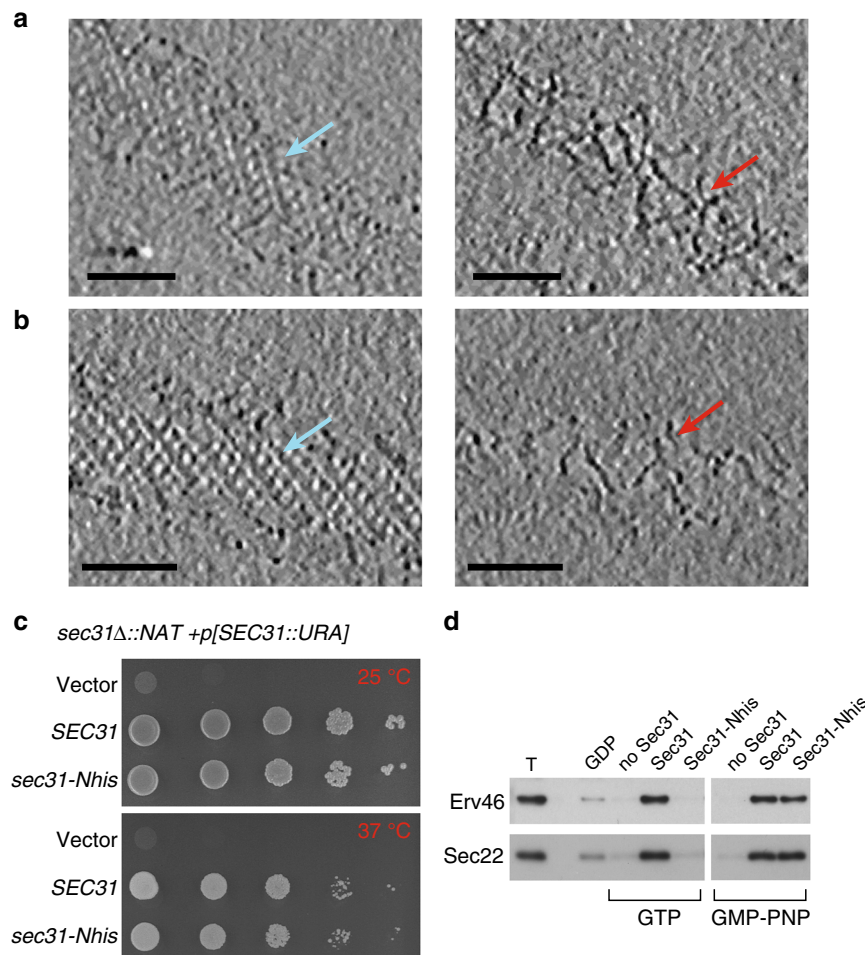 a
b
c
sec31Δ::NAT +p[SEC31::URA]
25 °C
Vector
SEC31
sec31-Nhis
37 °C
Vector
SEC31
sec31-Nhis
d
T
GDP
no Sec31
Sec31
Sec31-Nhis
no Sec31
Sec31
Sec31-Nhis
Erv46
Sec22
GTP
GMP-PNP